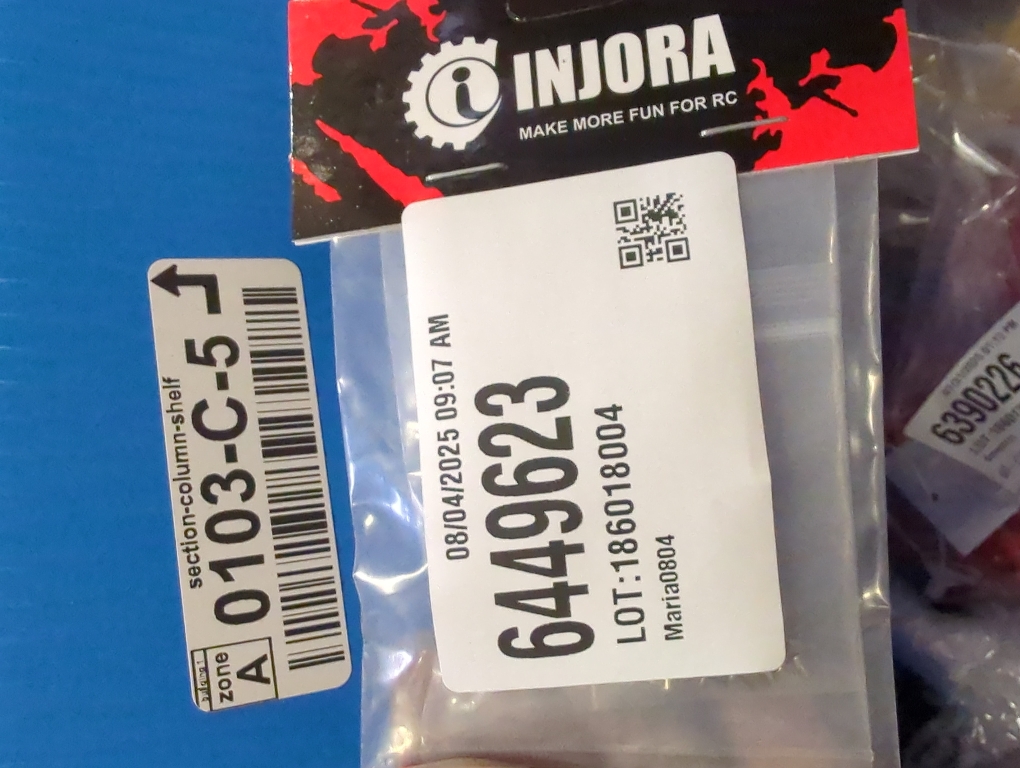 INJORA
MAKE MORE FUN FOR RC
section-column-shelf
zone
A
0103-C-5
08/04/2025 09:07 AM
6449623
LOT:186018004
Maria0804
6390226